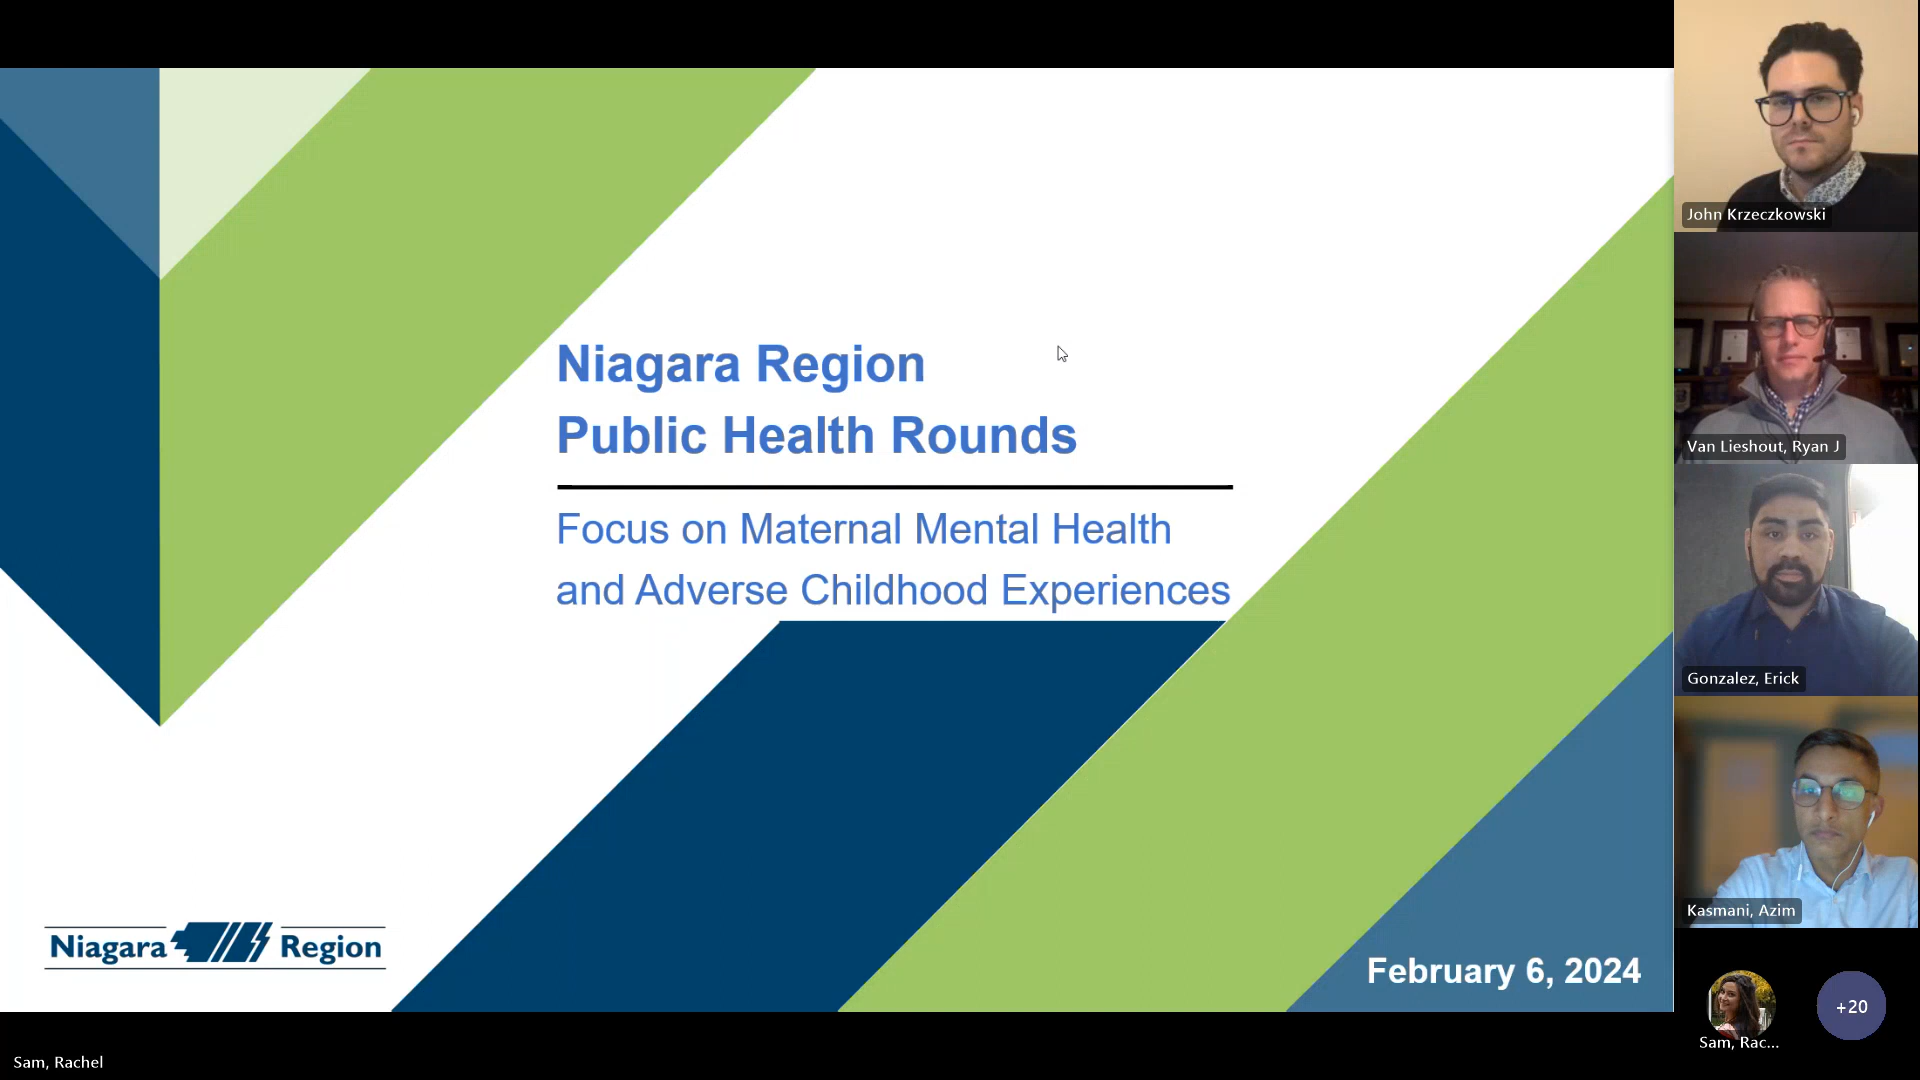 Niagara Region
Public Health Rounds
Focus on Maternal Mental Health
and Adverse Childhood Experiences
Niagara Region
February 6, 2024
John Krzeczkowski
Van Lieshout, Ryan J
Gonzalez, Erick
Kasmani, Azim
Sam, Rac...
+20
Sam, Rachel